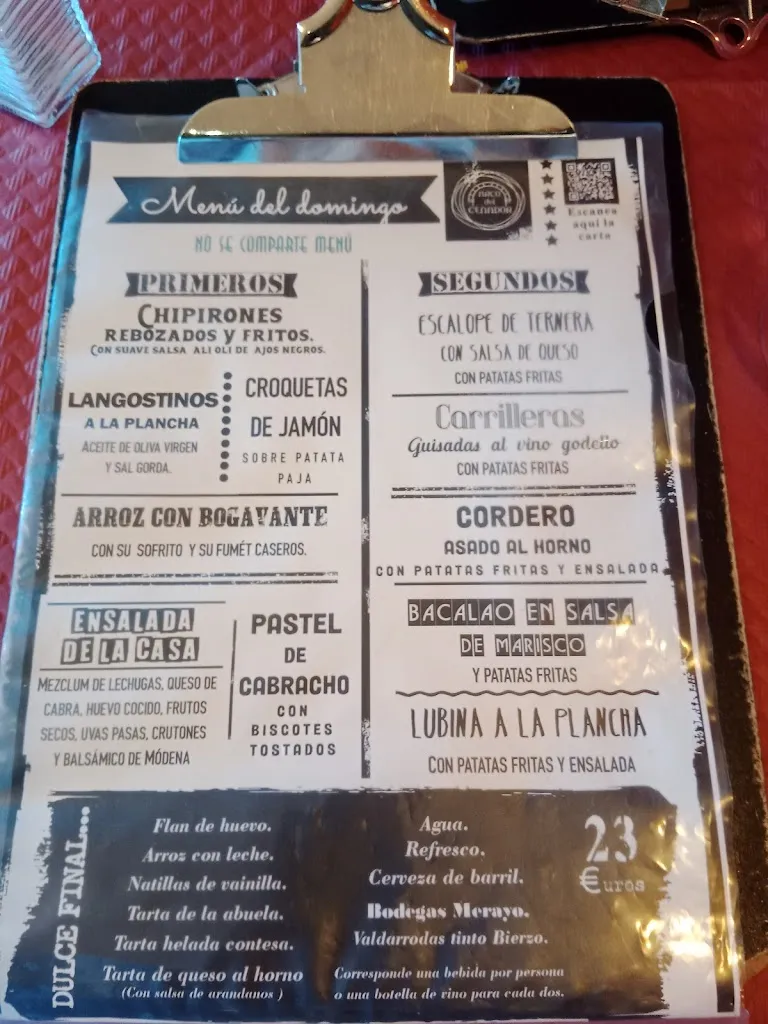 Menú del domingo
NO SE COMPARTE MENÚ
Escanea
aquí la
carta
PRIMEROS
CHIPIRONES
REBOZADOS Y FRITOS.
CON SUAVE SALSA ALI OLI DE AJOS NEGROS.
LANGOSTINOS
A LA PLANCHA
ACEITE DE OLIVA VIRGEN
Y SAL GORDA.
CROQUETAS
DE JAMÓN
SOBRE PATATA
PAJA
ARROZ CON BOGAVANTE
CON SU SOFRITO Y SU FUMÉT CASEROS.
ENSALADA
DE LA CASA
MEZCLUM DE LECHUGAS, QUESO DE
CABRA, HUEVO COCIDO, FRUTOS
SECOS, UVAS PASAS, CRUTONES
Y BALSÁMICO DE MÓDENA
PASTEL
DE
CABRACHO
CON
BISCOTES
TOSTADOS
SEGUNDOS
ESCALOPE DE TERNERA
CON SALSA DE QUESO
CON PATATAS FRITAS
Carrilleras
Guisadas al vino godello
CON PATATAS FRITAS
CORDERO
ASADO AL HORNO
CON PATATAS FRITAS Y ENSALADA
BACALAO EN SALSA
DE MARISCO
Y PATATAS FRITAS
LUBINA A LA PLANCHA
CON PATATAS FRITAS Y ENSALADA
DULCE FINAL...
Flan de huevo.
Arroz con leche.
Natillas de vainilla.
Tarta de la abuela.
Tarta helada contesa.
Tarta de queso al horno
(Con salsa de arandanos )
Agua.
Refresco.
Cerveza de barril.
Bodegas Merayo.
Valdarrodas tinto Bierzo.
Corresponde una bebida por persona
o una botella de vino para cada dos.
23
€uros